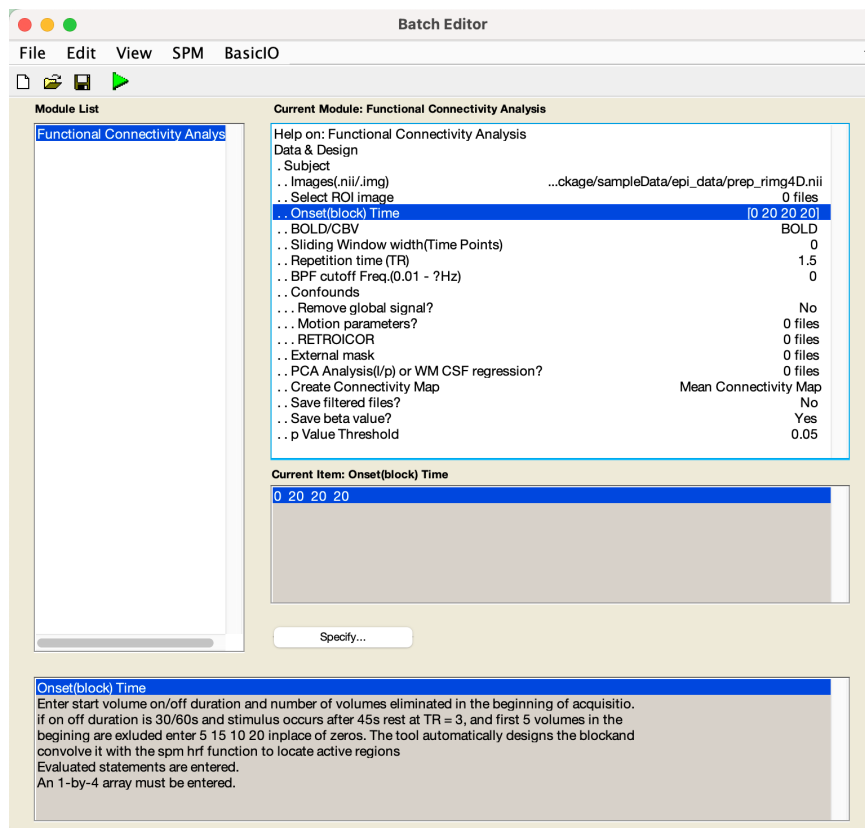 Batch Editor
File Edit View SPM BasicIO
Module List
Functional Connectivity Analys
Current Module: Functional Connectivity Analysis
Help on: Functional Connectivity Analysis
Data & Design
. Subject
. . Images(.nii/.img) ...ckage/sampleData/epi_data/prep_rimg4D.nii
. . Select ROI image 0 files
. . Onset(block) Time [0 20 20 20]
. . BOLD/CBV BOLD
. . Sliding Window width(Time Points) 0
. . Repetition time (TR) 1.5
. . BPF cutoff Freq.(0.01 - ?Hz) 0
. . Confounds
. . . Remove global signal? No
. . . Motion parameters? 0 files
. . . RETROICOR 0 files
. . External mask 0 files
. . PCA Analysis(I/p) or WM CSF regression? 0 files
. . Create Connectivity Map Mean Connectivity Map
. . Save filtered files? No
. . Save beta value? Yes
. . p Value Threshold 0.05
Current Item: Onset(block) Time
0 20 20 20
Specify...
Onset(block) Time
Enter start volume on/off duration and number of volumes eliminated in the beginning of acquisitio.
if on off duration is 30/60s and stimulus occurs after 45s rest at TR = 3, and first 5 volumes in the
begining are exluded enter 5 15 10 20 inplace of zeros. The tool automatically designs the blockand
convolve it with the spm hrf function to locate active regions
Evaluated statements are entered.
An 1-by-4 array must be entered.